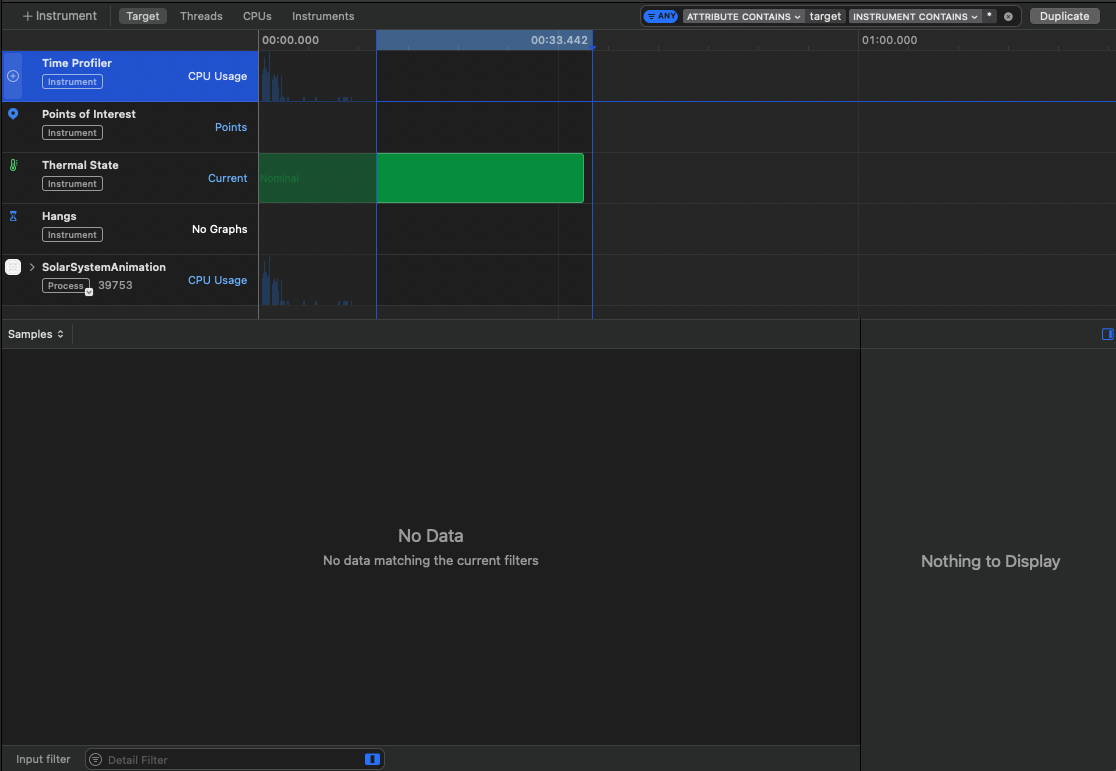 + Instrument Target Threads CPUs Instruments ANY ATTRIBUTE CONTAINS target INSTRUMENT CONTAINS * Duplicate
00:00.000 00:33.442 01:00.000
Time Profiler
Instrument
CPU Usage
Points of Interest
Instrument
Points
Thermal State
Instrument
Current
Nominal
Hangs
Instrument
No Graphs
SolarSystemAnimation
Process 39753
CPU Usage
Samples
No Data
No data matching the current filters
Nothing to Display
Input filter Detail Filter